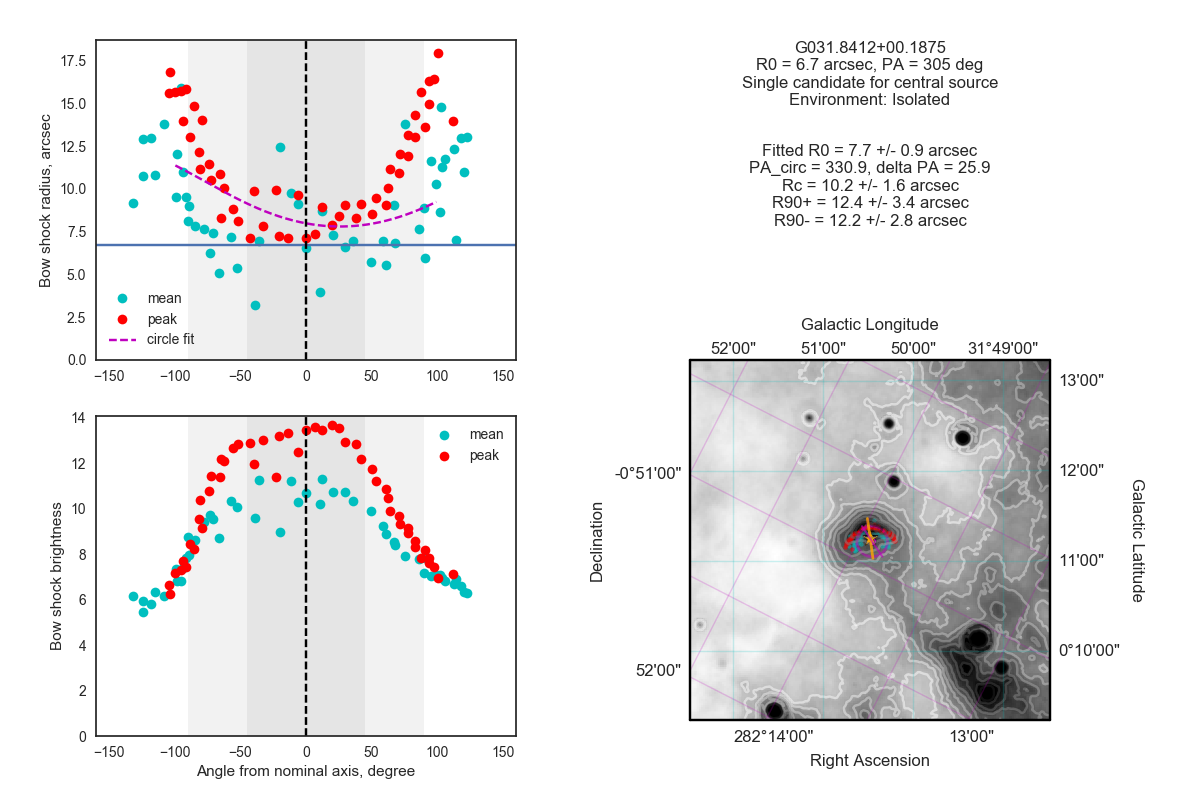 17.5
15.0
12.5
10.0
7.5
5.0
2.5
0.0
Bow shock radius, arcsec
mean
peak
circle fit
−150 −100 −50 0 50 100 150
14
12
10
8
6
4
2
0
Bow shock brightness
mean
peak
−150 −100 −50 0 50 100 150
Angle from nominal axis, degree
G031.8412+00.1875
R0 = 6.7 arcsec, PA = 305 deg
Single candidate for central source
Environment: Isolated
Fitted R0 = 7.7 +/- 0.9 arcsec
PA_circ = 330.9, delta PA = 25.9
Rc = 10.2 +/- 1.6 arcsec
R90+ = 12.4 +/- 3.4 arcsec
R90- = 12.2 +/- 2.8 arcsec
Galactic Longitude
52'00" 51'00" 50'00" 31°49'00"
13'00"
12'00"
11'00"
0°10'00"
Galactic Latitude
-0°51'00"
52'00"
Declination
282°14'00" 13'00"
Right Ascension